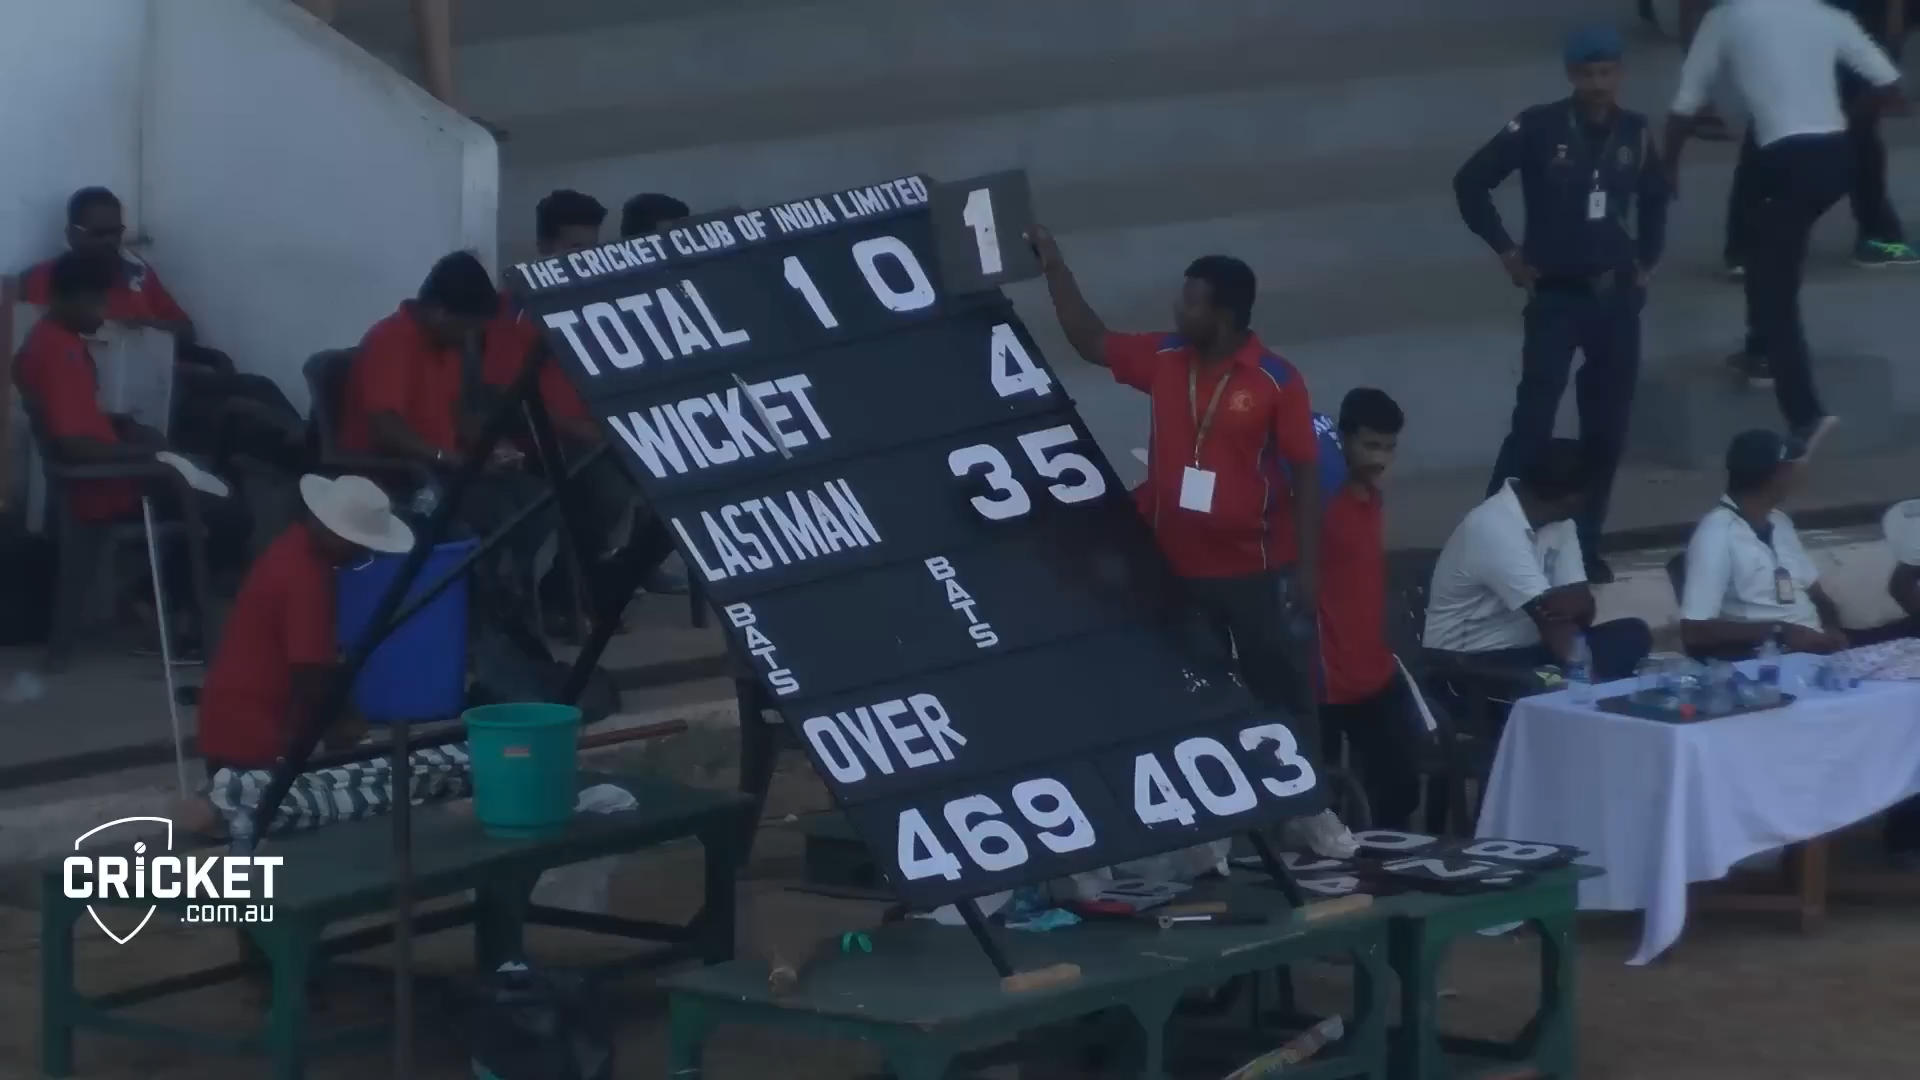 THE CRICKET CLUB OF INDIA LIMITED
TOTAL 1 0 1
WICKET 4
LASTMAN 35
BATS BATS
OVER
469 403
CRICKET
.com.au